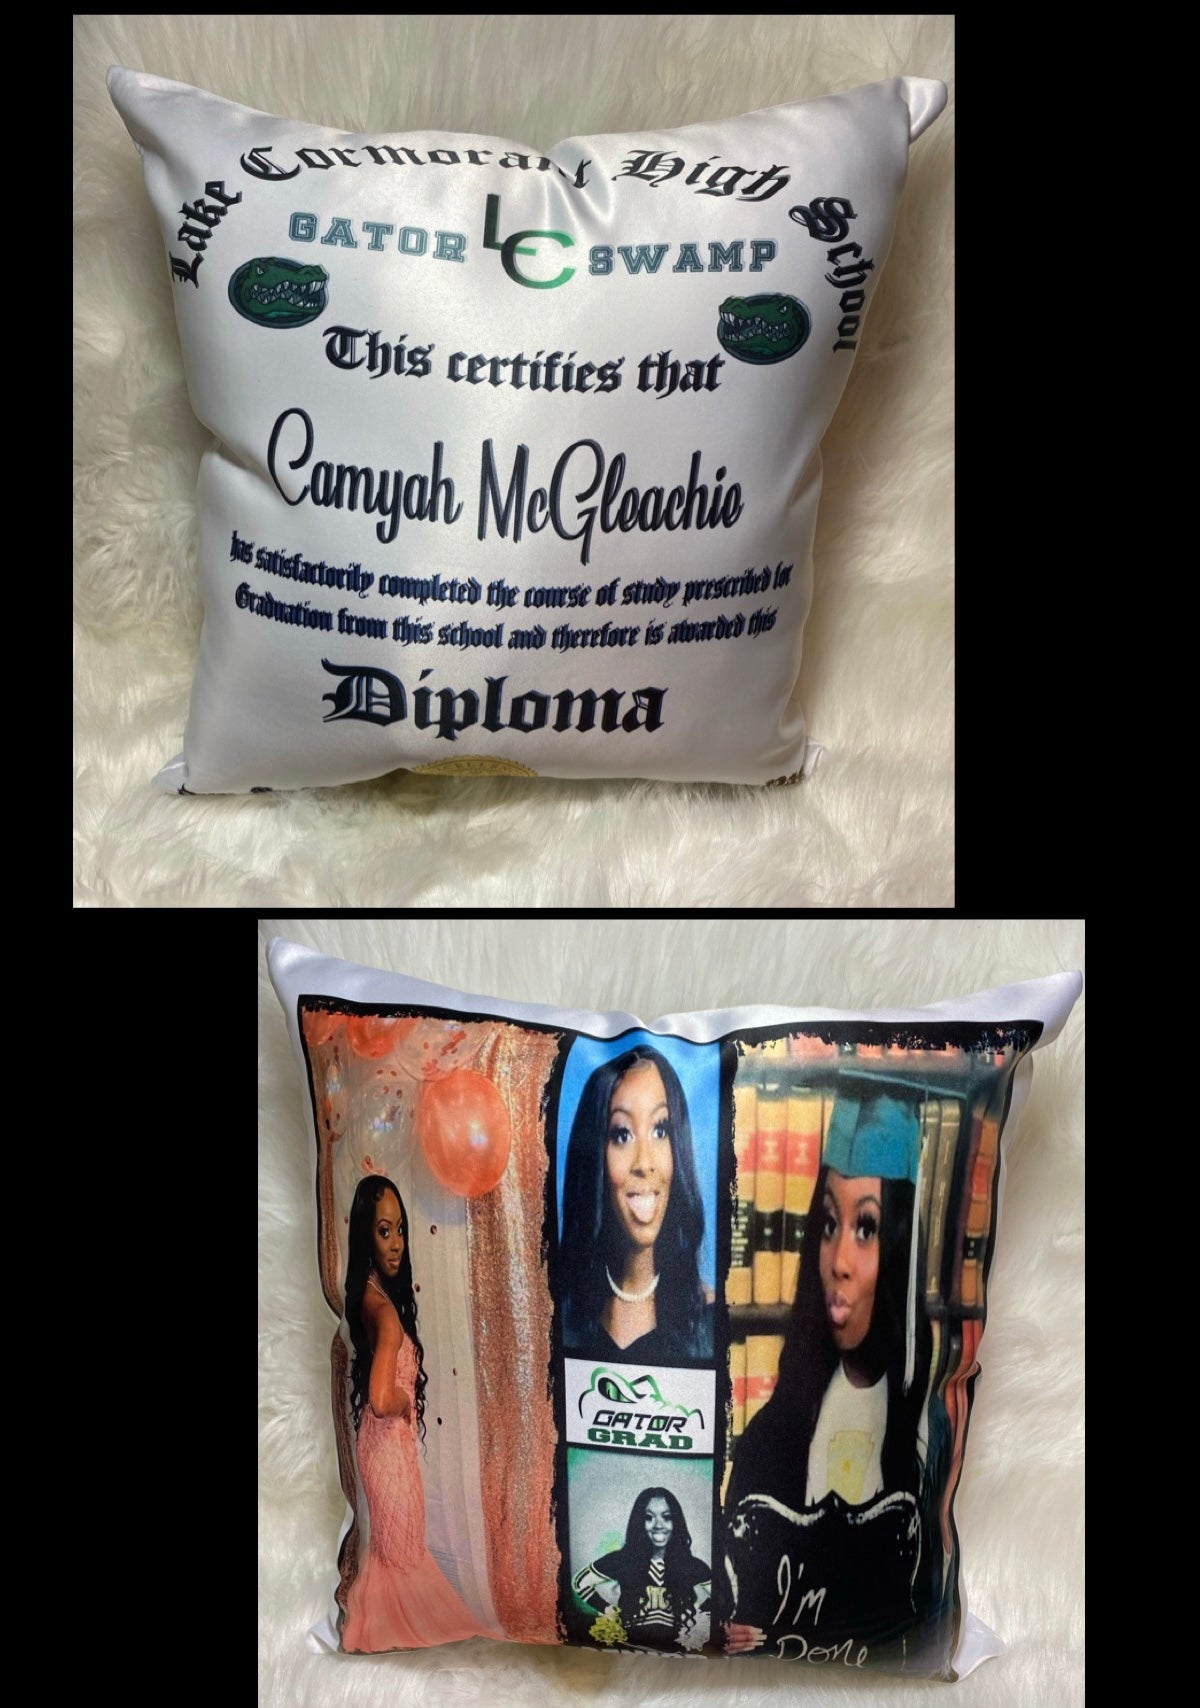 Lake Cormorant High School
GATOR LC SWAMP
This certifies that
Camyah McGleachie
has satisfactorily completed the course of study prescribed for
Graduation from this school and therefore is awarded this
Diploma
GATOR
GRAD
I'm
Done